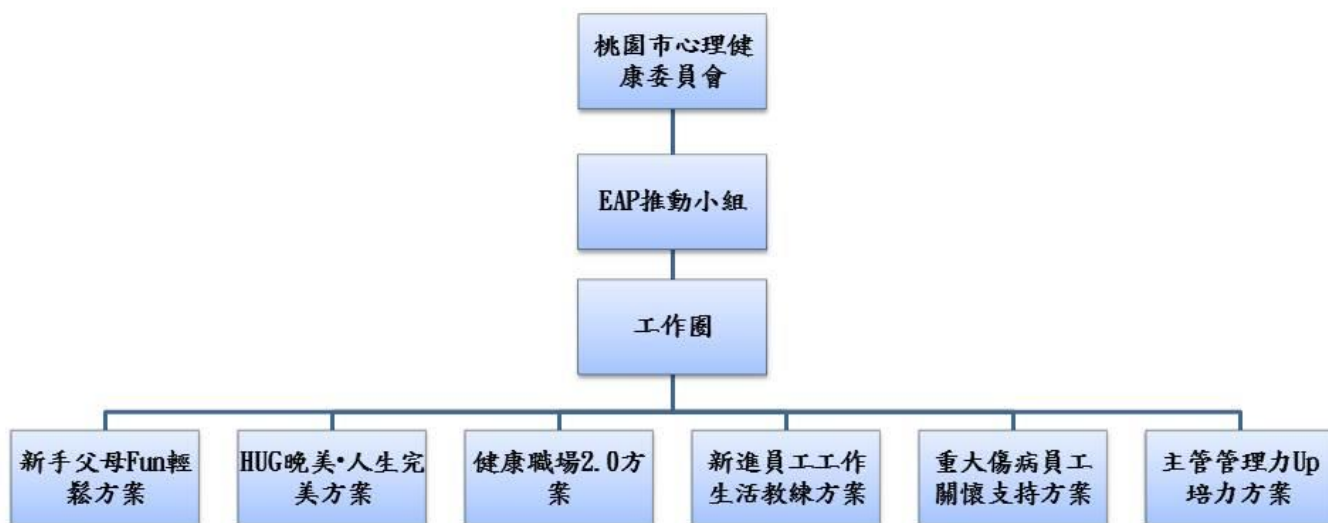 桃園市心理健
康委員會
EAP推動小組
工作圈
新手父母Fun輕
鬆方案
HUG晚美•人生完
美方案
健康職場2.0方
案
新進員工工作
生活教練方案
重大傷病員工
關懷支持方案
主管管理力Up
培力方案